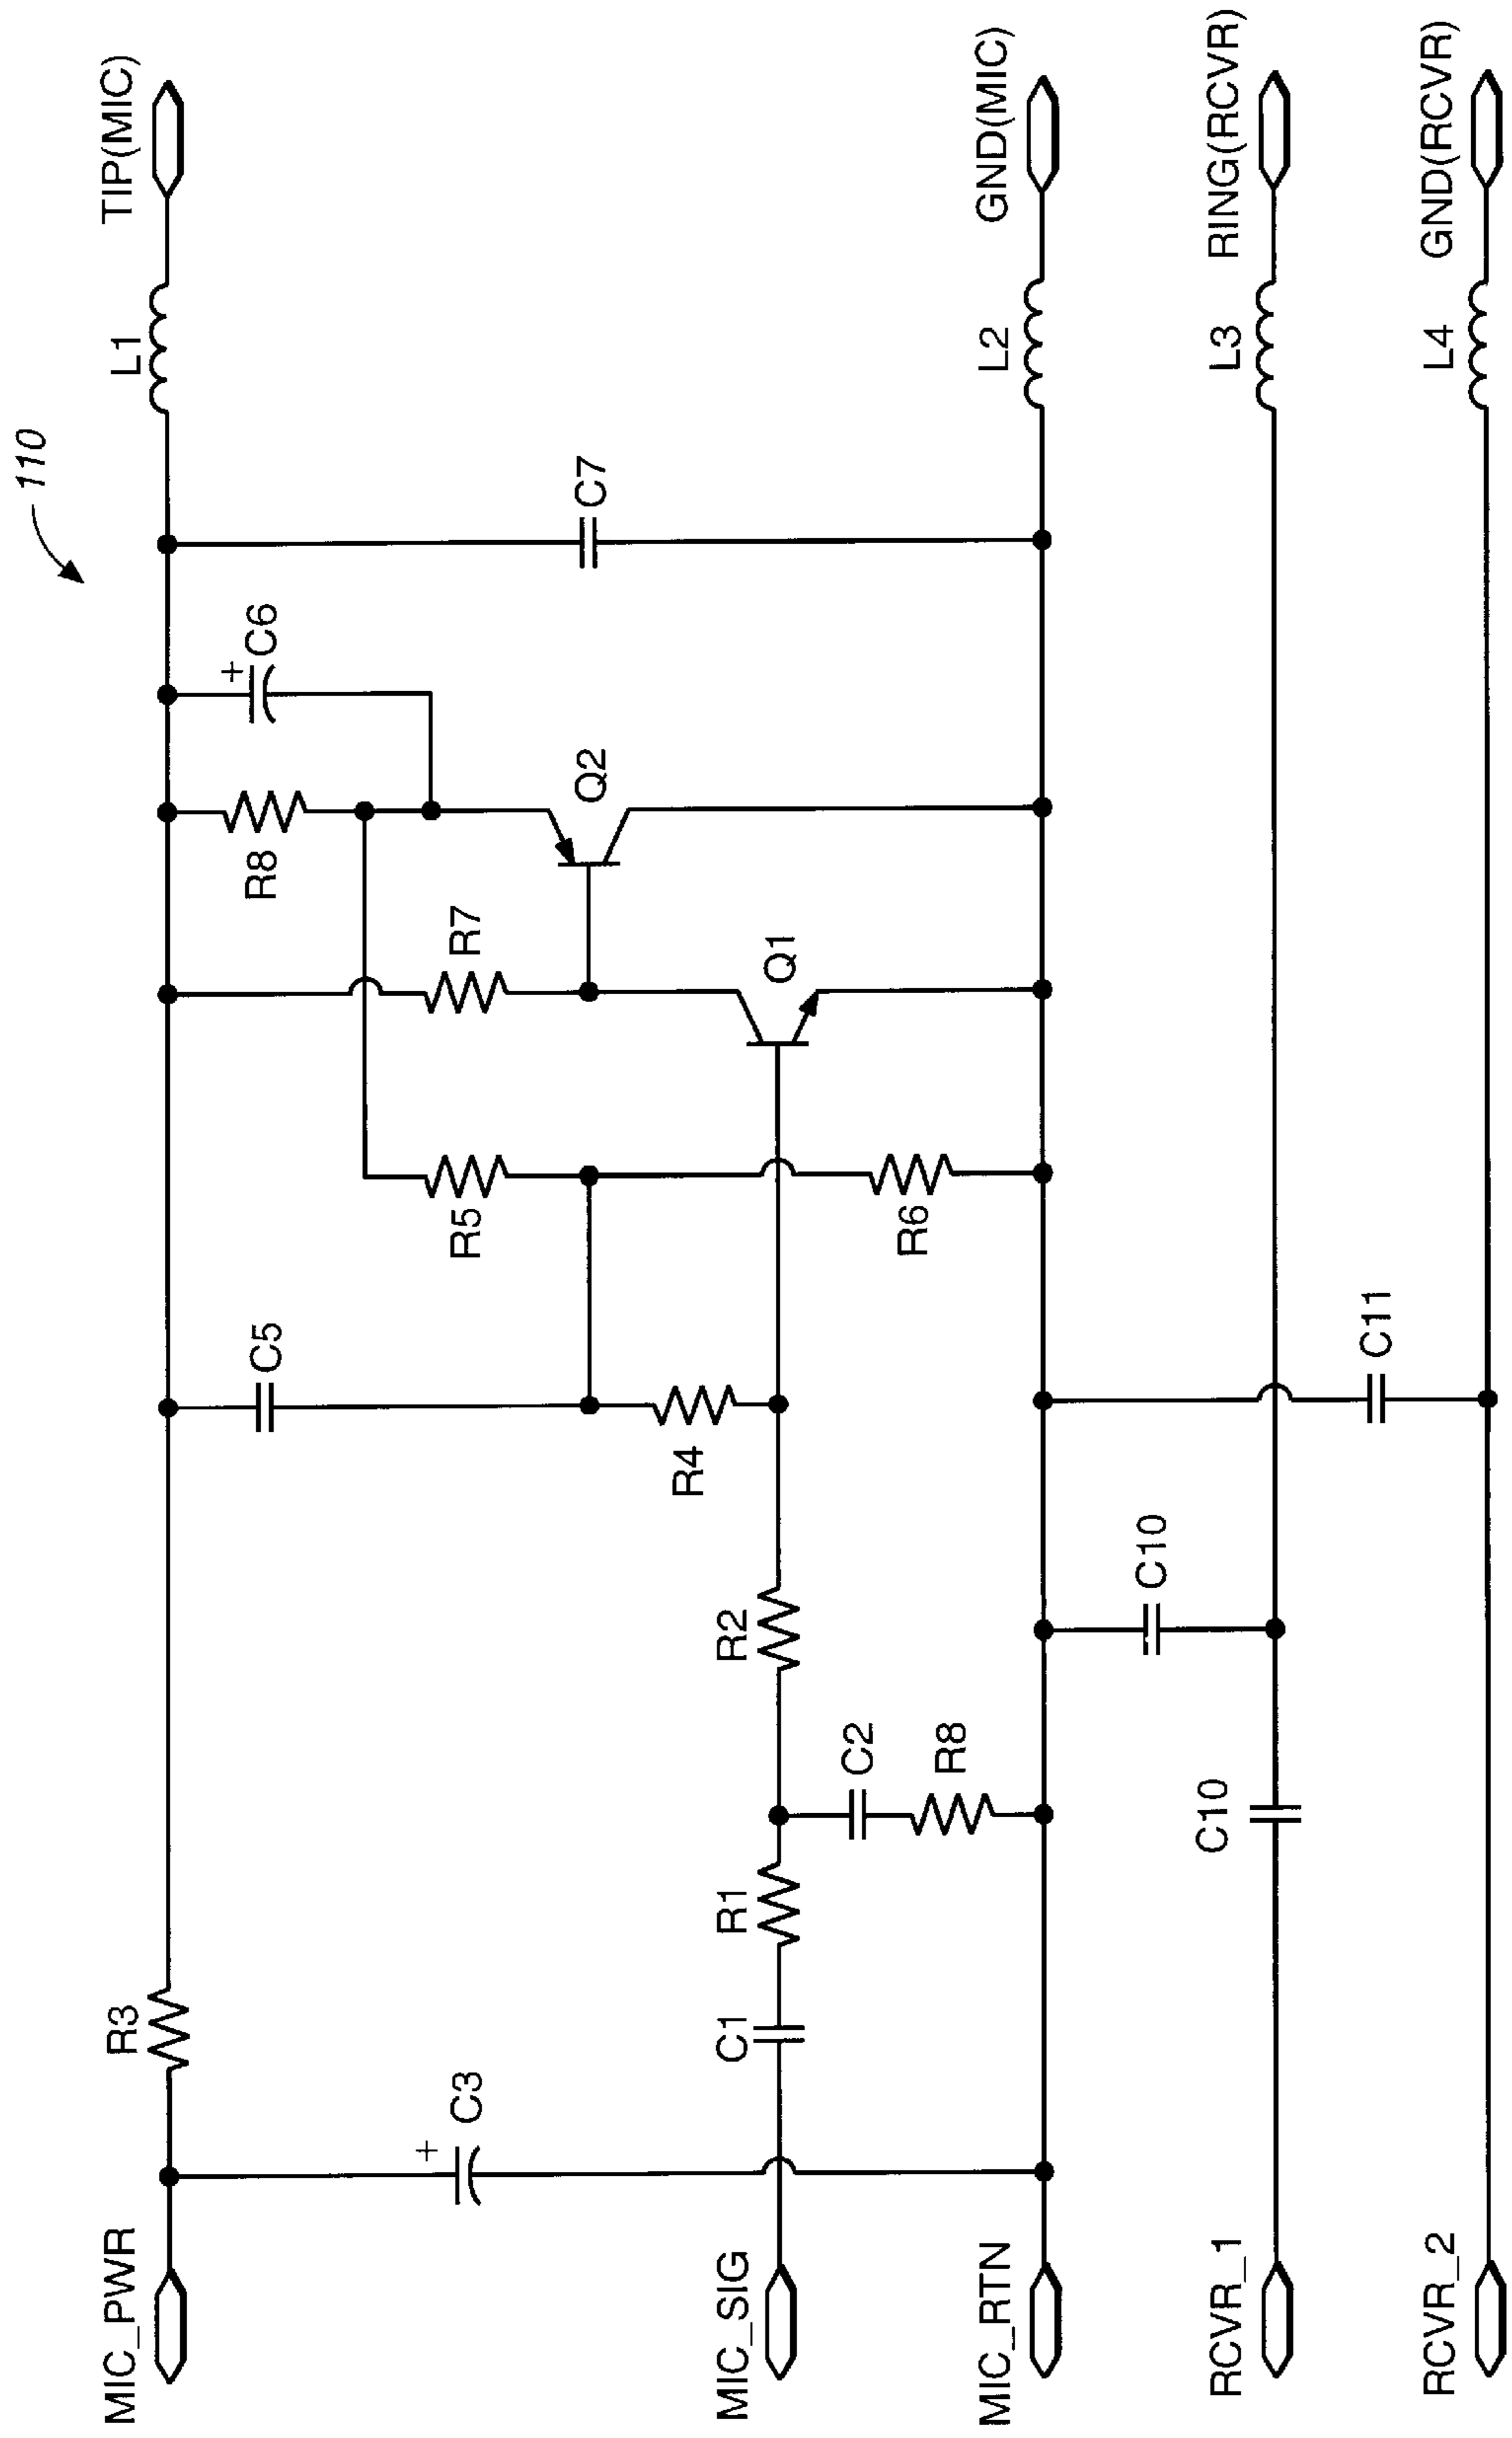 110
MIC_PWR
R3
L1
TIP(MIC)
+
C3
C5
R8
+
C6
R5
R7
C7
R4
Q2
MIC_SIG
C1
R1
R2
Q1
C2
R8
R6
MIC_RTN
L2
GND(MIC)
C10
RCVR_1
C10
L3
RING(RCVR)
C11
RCVR_2
L4
GND(RCVR)